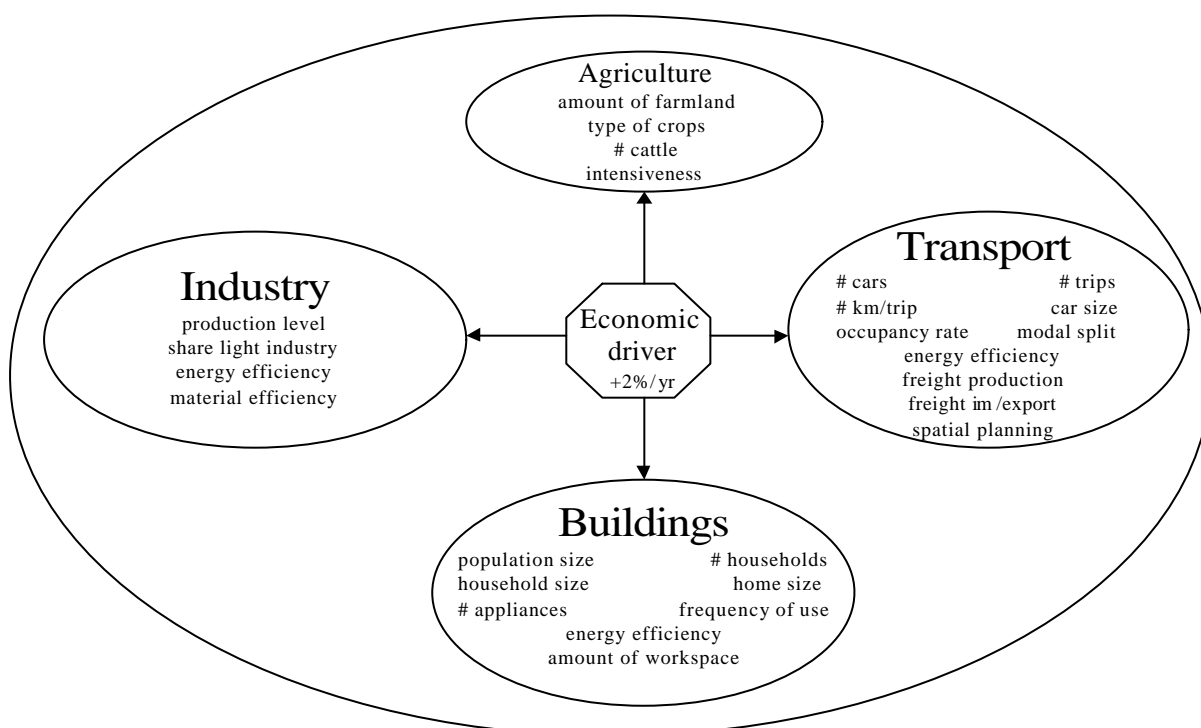 Agriculture
amount of farmland
type of crops
# cattle
intensiveness
Industry
production level
share light industry
energy efficiency
material efficiency
Economic
driver
+2%/yr
Transport
# cars # trips
# km/trip car size
occupancy rate modal split
energy efficiency
freight production
freight im/export
spatial planning
Buildings
population size # households
household size home size
# appliances frequency of use
energy efficiency
amount of workspace